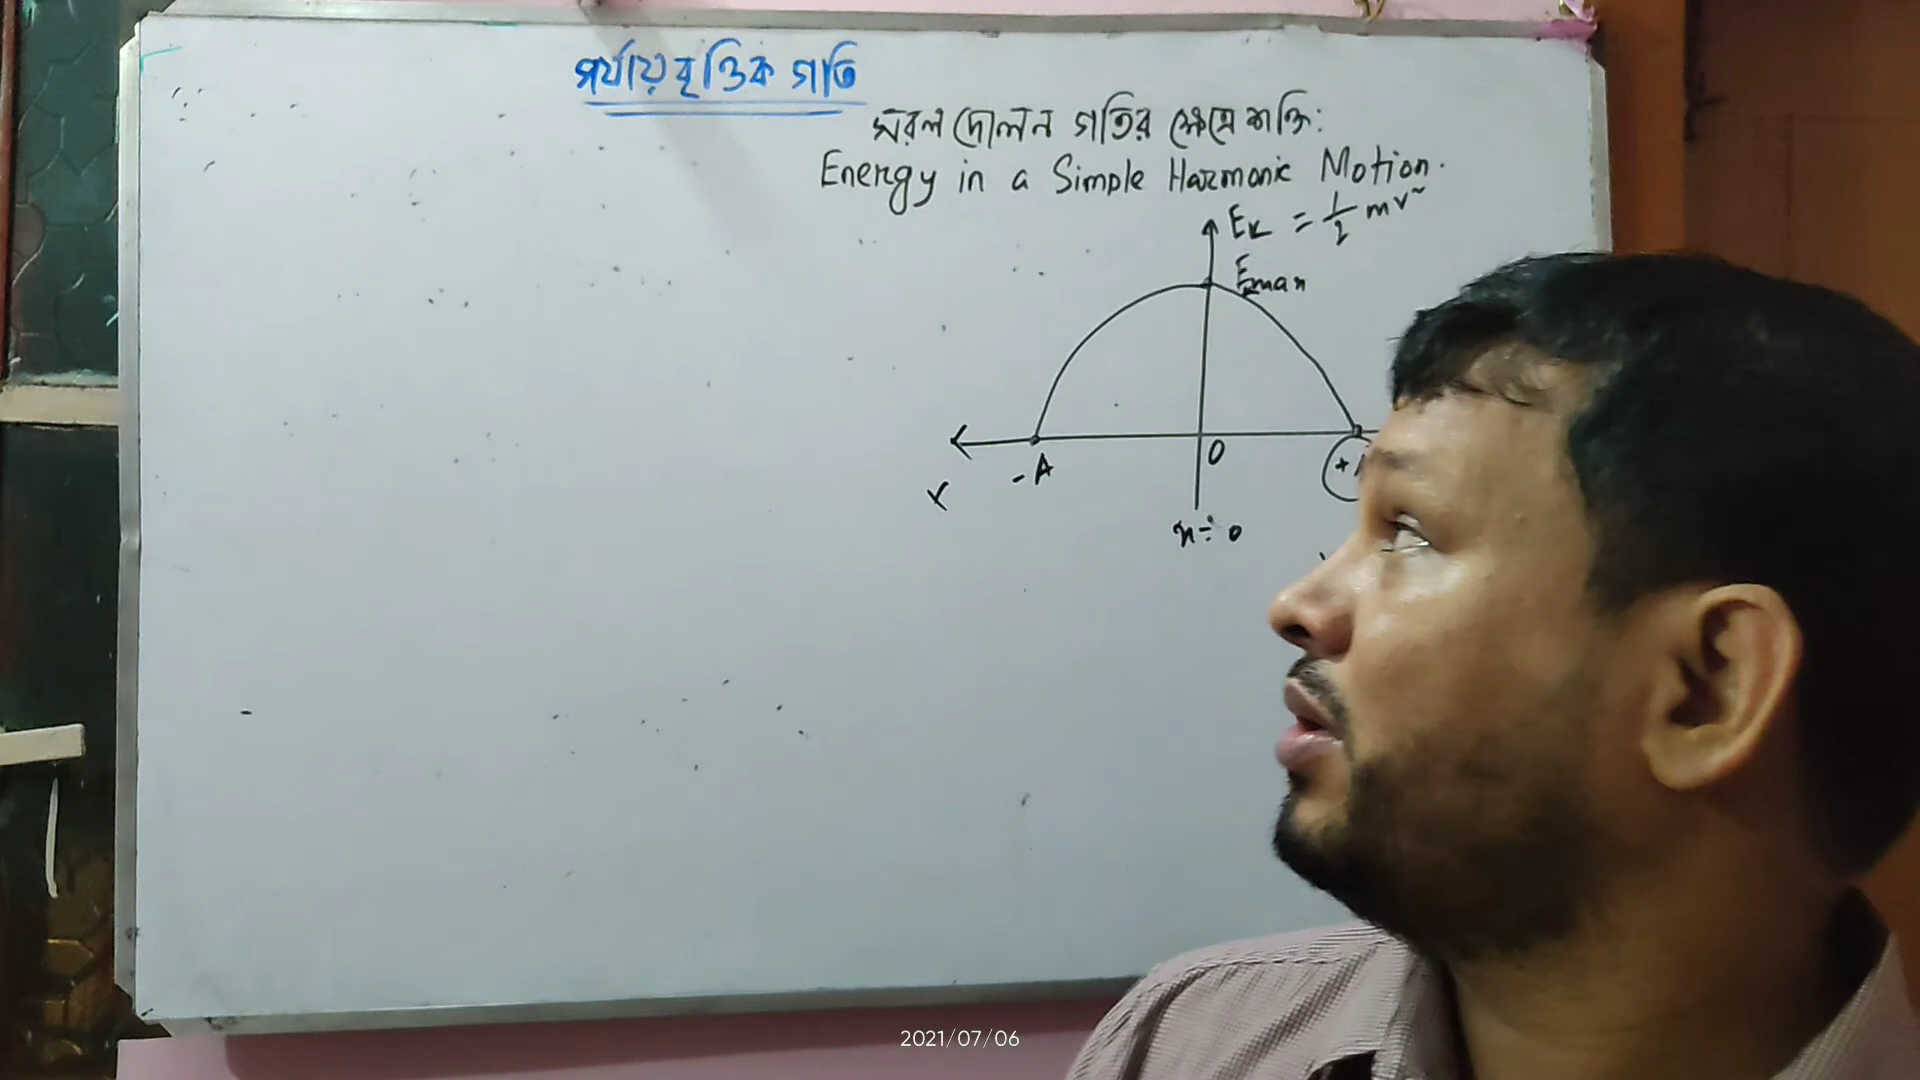 পর্যায়বৃত্তিক গতি
সরল দোলন গতির ক্ষেত্রে শক্তি:
Energy in a Simple Harmonic Motion.
Eₖ = 1/2 mv²
Emax
-A
O
x = 0
2021/07/06